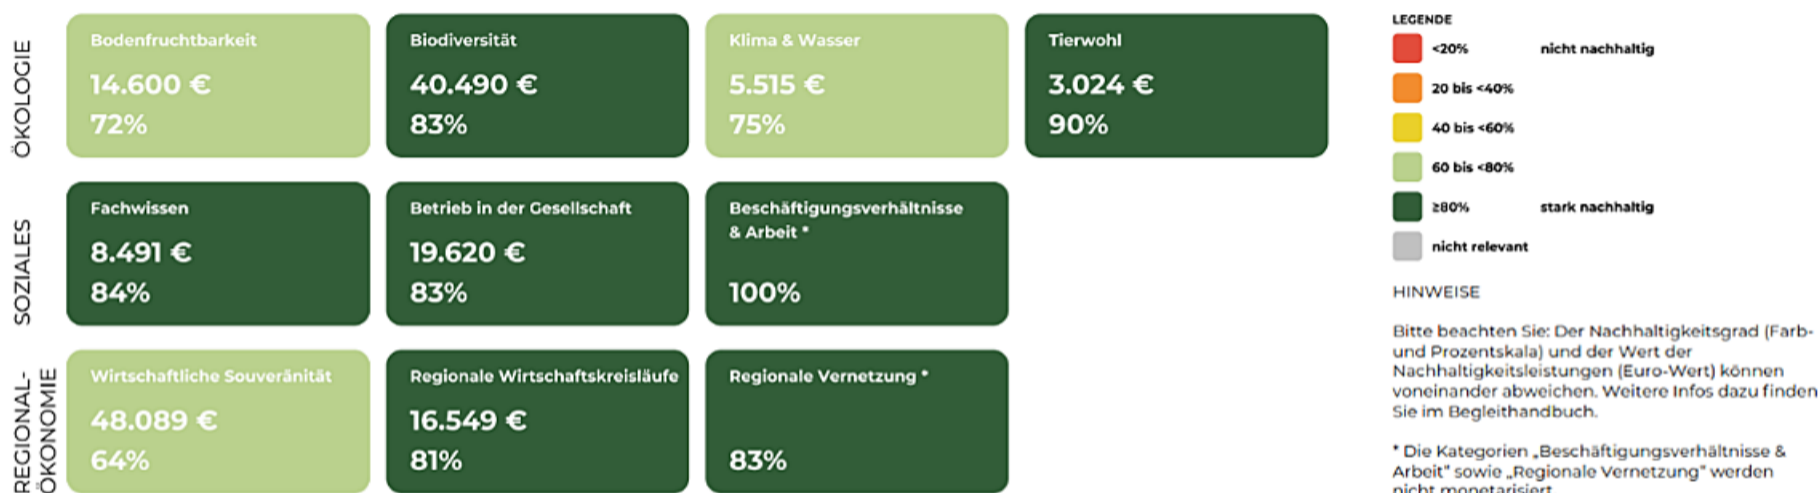 ÖKOLOGIE
Bodenfruchtbarkeit
14.600 €
72%
Biodiversität
40.490 €
83%
Klima & Wasser
5.515 €
75%
Tierwohl
3.024 €
90%
SOZIALES
Fachwissen
8.491 €
84%
Betrieb in der Gesellschaft
19.620 €
83%
Beschäftigungsverhältnisse
& Arbeit *
100%
REGIONAL-
ÖKONOMIE
Wirtschaftliche Souveränität
48.089 €
64%
Regionale Wirtschaftskreisläufe
16.549 €
81%
Regionale Vernetzung *
83%
LEGENDE
<20% nicht nachhaltig
20 bis <40%
40 bis <60%
60 bis <80%
≥80% stark nachhaltig
nicht relevant
HINWEISE
Bitte beachten Sie: Der Nachhaltigkeitsgrad (Farb-
und Prozentskala) und der Wert der
Nachhaltigkeitsleistungen (Euro-Wert) können
voneinander abweichen. Weitere Infos dazu finden
Sie im Begleithandbuch.
* Die Kategorien „Beschäftigungsverhältnisse &
Arbeit" sowie „Regionale Vernetzung" werden
nicht monetarisiert.